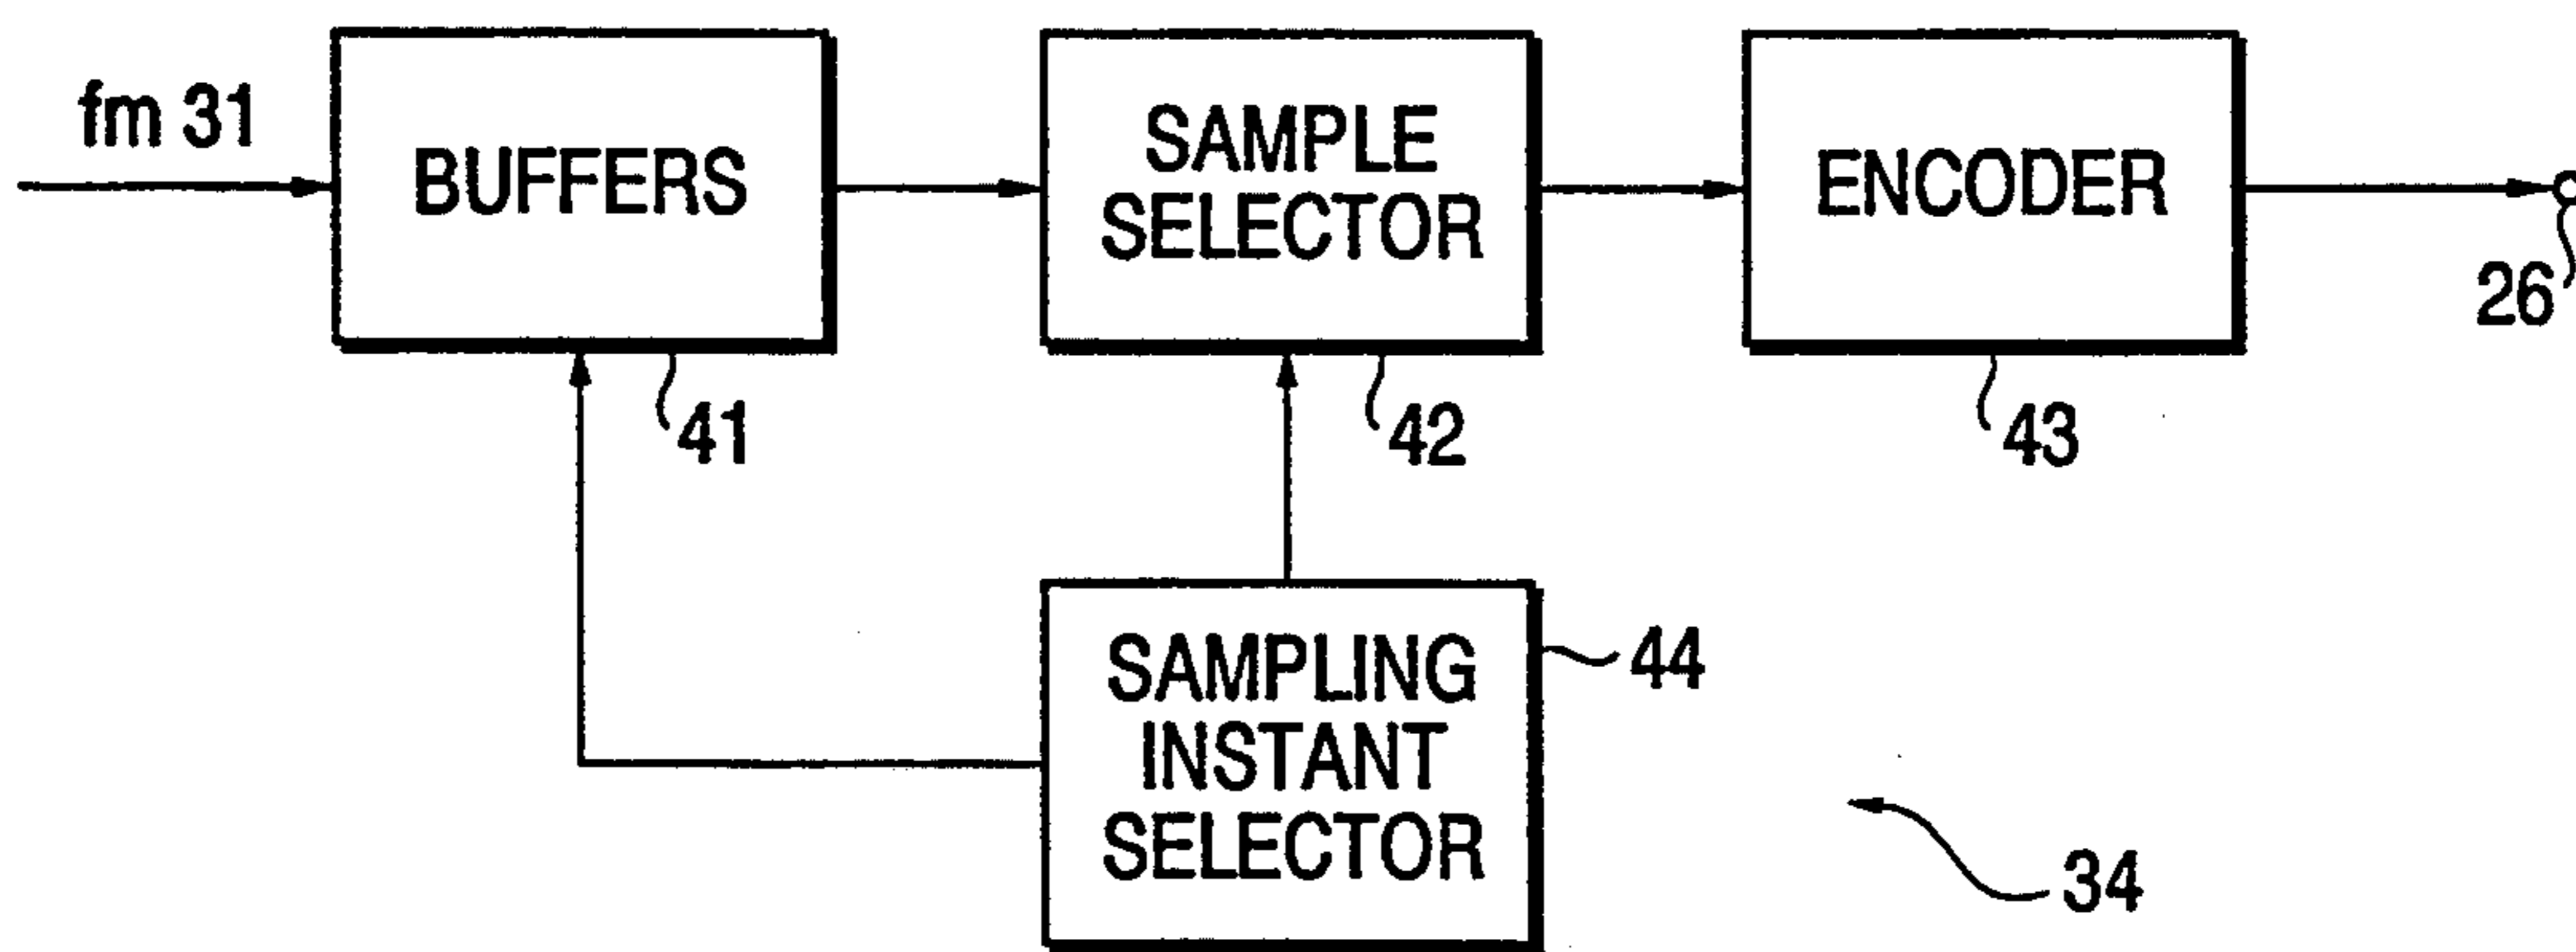 fm 31
BUFFERS
SAMPLE
SELECTOR
ENCODER
26
41
42
43
SAMPLING
INSTANT
SELECTOR
44
34